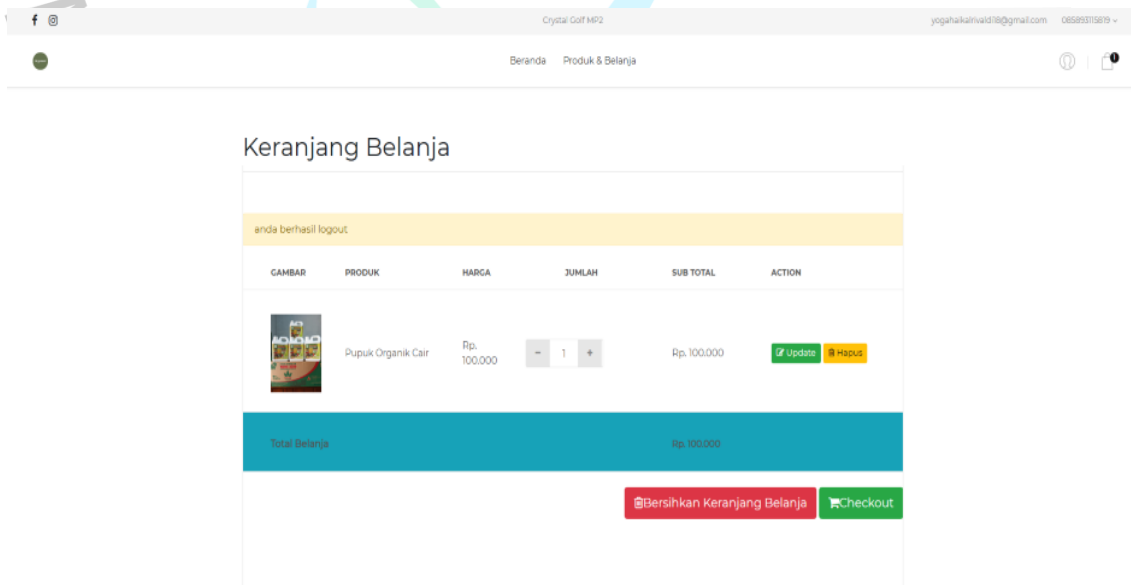 Crystal Golf MP2
yogahaikalrivaldi18@gmail.com 085893115819
Beranda Produk & Belanja
Keranjang Belanja
anda berhasil logout
GAMBAR PRODUK HARGA JUMLAH SUB TOTAL ACTION
Pupuk Organik Cair
Rp.
100.000
- 1 +
Rp. 100.000
Update
Hapus
Total Belanja Rp. 100.000
Bersihkan Keranjang Belanja
Checkout